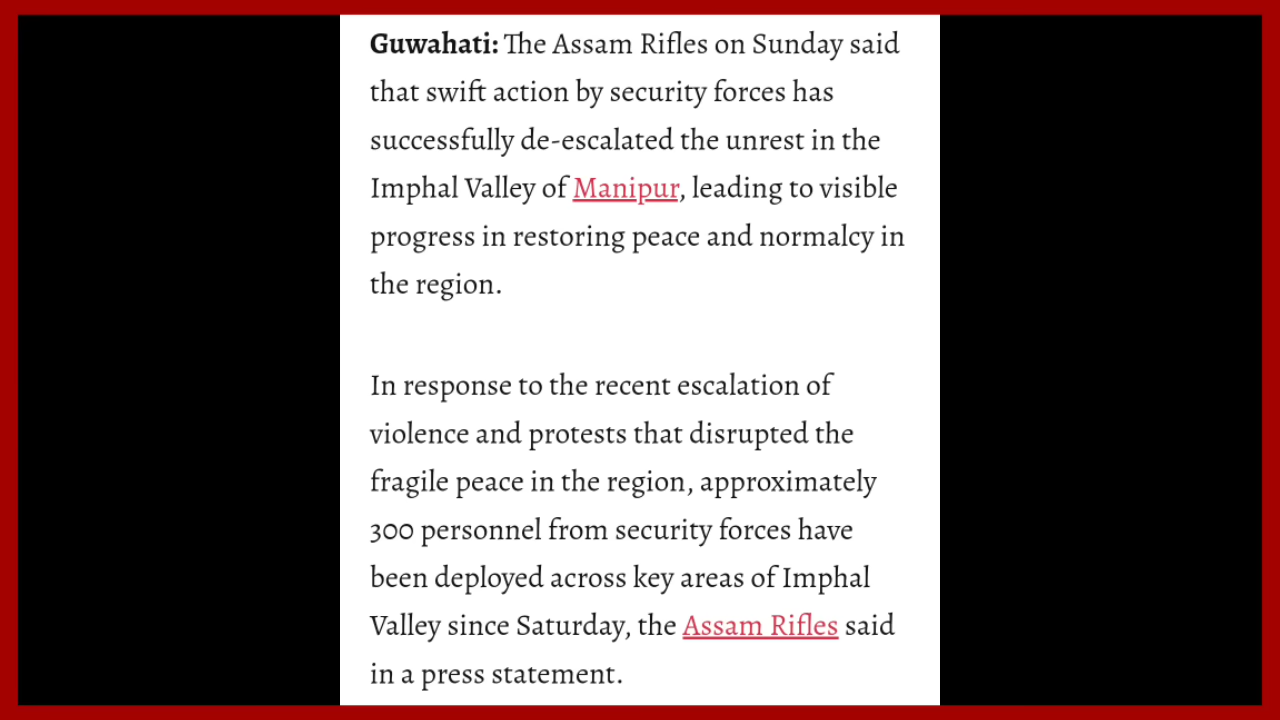 Guwahati: The Assam Rifles on Sunday said
that swift action by security forces has
successfully de-escalated the unrest in the
Imphal Valley of Manipur, leading to visible
progress in restoring peace and normalcy in
the region.
In response to the recent escalation of
violence and protests that disrupted the
fragile peace in the region, approximately
300 personnel from security forces have
been deployed across key areas of Imphal
Valley since Saturday, the Assam Rifles said
in a press statement.